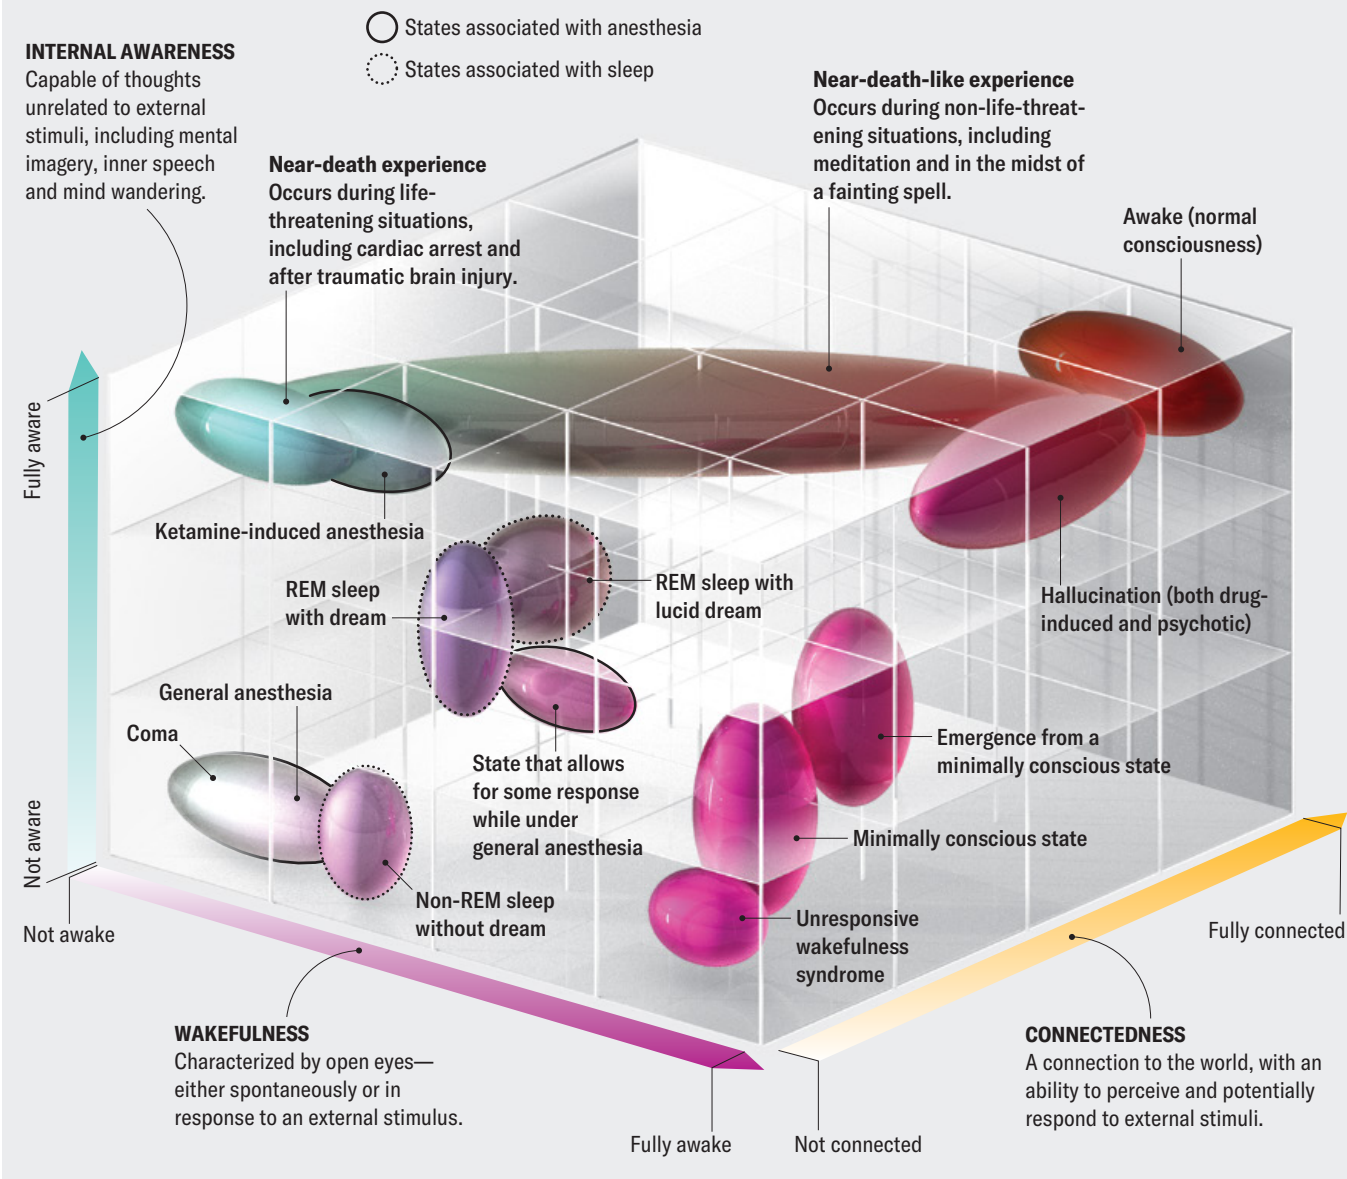 States associated with anesthesia
States associated with sleep
INTERNAL AWARENESS
Capable of thoughts
unrelated to external
stimuli, including mental
imagery, inner speech
and mind wandering.
Near-death experience
Occurs during life-
threatening situations,
including cardiac arrest and
after traumatic brain injury.
Near-death-like experience
Occurs during non-life-threat-
ening situations, including
meditation and in the midst of
a fainting spell.
Awake (normal
consciousness)
Fully aware
Ketamine-induced anesthesia
REM sleep
with dream
REM sleep with
lucid dream
Hallucination (both drug-
induced and psychotic)
General anesthesia
Coma
State that allows
for some response
while under
general anesthesia
Emergence from a
minimally conscious state
Minimally conscious state
Not aware
Non-REM sleep
without dream
Unresponsive
wakefulness
syndrome
Not awake
Fully connected
WAKEFULNESS
Characterized by open eyes—
either spontaneously or in
response to an external stimulus.
CONNECTEDNESS
A connection to the world, with an
ability to perceive and potentially
respond to external stimuli.
Fully awake
Not connected